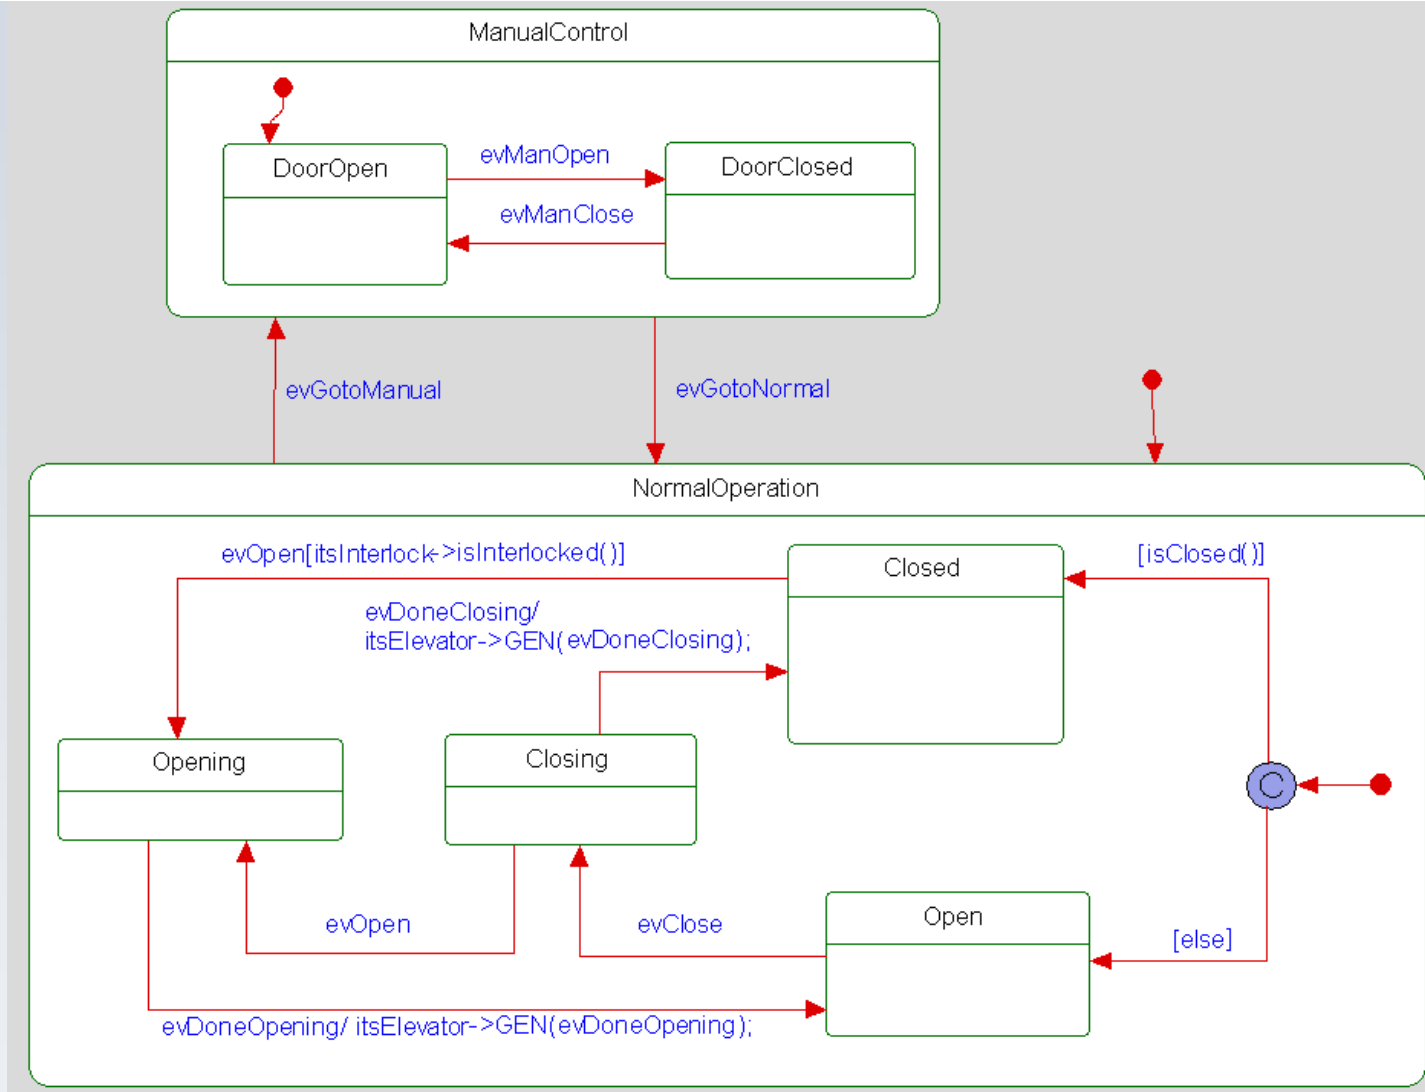 ManualControl
DoorOpen
evManOpen
DoorClosed
evManClose
evGotoManual
evGotoNormal
NormalOperation
evOpen[itsInterlock->isInterlocked()]
Closed
[isClosed()]
evDoneClosing/
itsElevator->GEN(evDoneClosing);
Opening
Closing
C
evOpen
evClose
Open
[else]
evDoneOpening/ itsElevator->GEN(evDoneOpening);